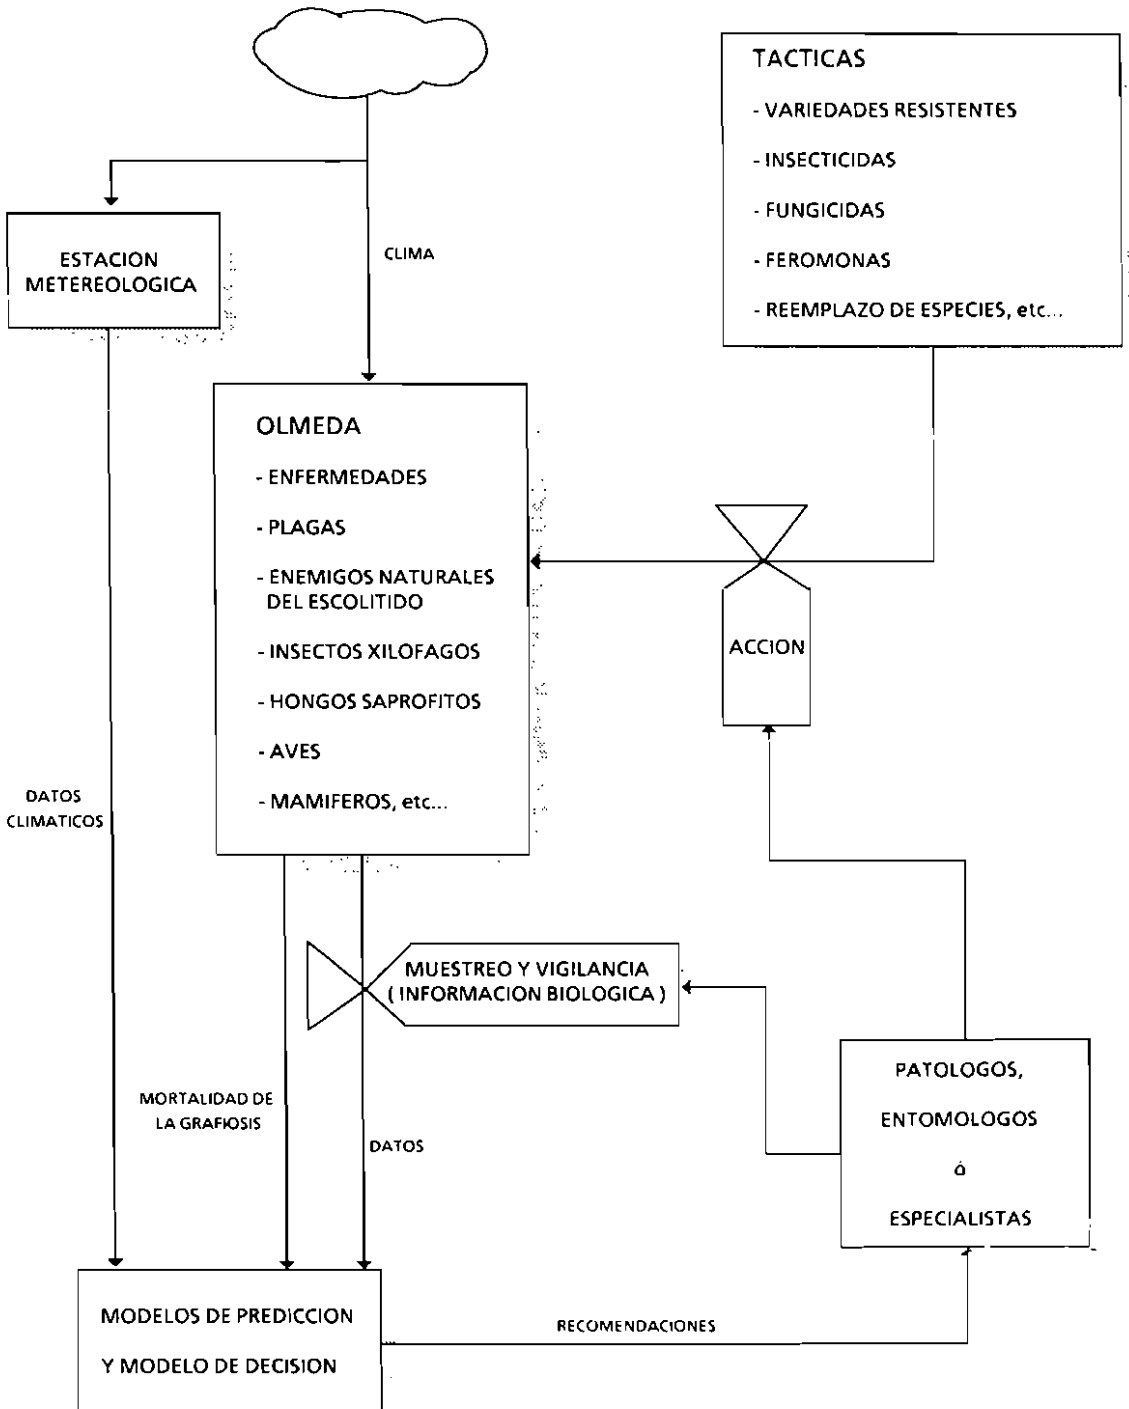 TACTICAS
- VARIEDADES RESISTENTES
- INSECTICIDAS
- FUNGICIDAS
- FEROMONAS
- REEMPLAZO DE ESPECIES, etc...
ESTACION
METEREOLOGICA
CLIMA
OLMEDA
- ENFERMEDADES
- PLAGAS
- ENEMIGOS NATURALES
DEL ESCOLITIDO
- INSECTOS XILOFAGOS
- HONGOS SAPROFITOS
- AVES
- MAMIFEROS, etc...
ACCION
DATOS
CLIMATICOS
MUESTREO Y VIGILANCIA
( INFORMACION BIOLOGICA )
MORTALIDAD DE
LA GRAFIOSIS
DATOS
PATOLOGOS,
ENTOMOLOGOS
ó
ESPECIALISTAS
MODELOS DE PREDICCION
Y MODELO DE DECISION
RECOMENDACIONES